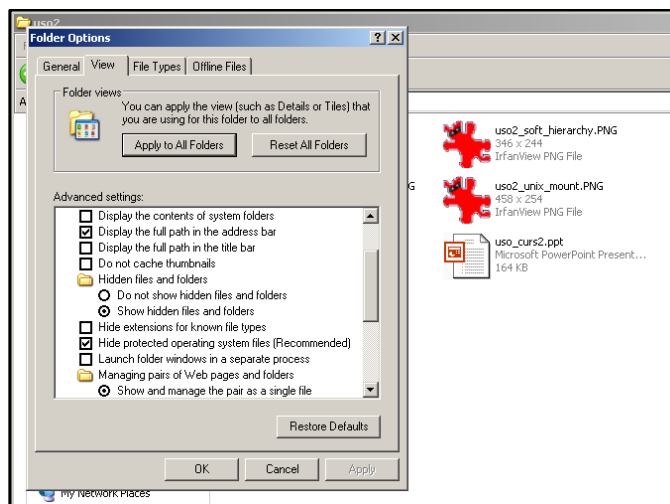 uso2
Folder Options
General
View
File Types
Offline Files
Folder views
You can apply the view (such as Details or Tiles) that
you are using for this folder to all folders.
Apply to All Folders
Reset All Folders
Advanced settings:
Display the contents of system folders
Display the full path in the address bar
Display the full path in the title bar
Do not cache thumbnails
Hidden files and folders
Do not show hidden files and folders
Show hidden files and folders
Hide extensions for known file types
Hide protected operating system files (Recommended)
Launch folder windows in a separate process
Managing pairs of Web pages and folders
Show and manage the pair as a single file
Restore Defaults
OK
Cancel
Apply
uso2_soft_hierarchy.PNG
346 x 244
IrfanView PNG File
uso2_unix_mount.PNG
458 x 254
IrfanView PNG File
uso_curs2.ppt
Microsoft PowerPoint Present...
164 KB
My Network Places